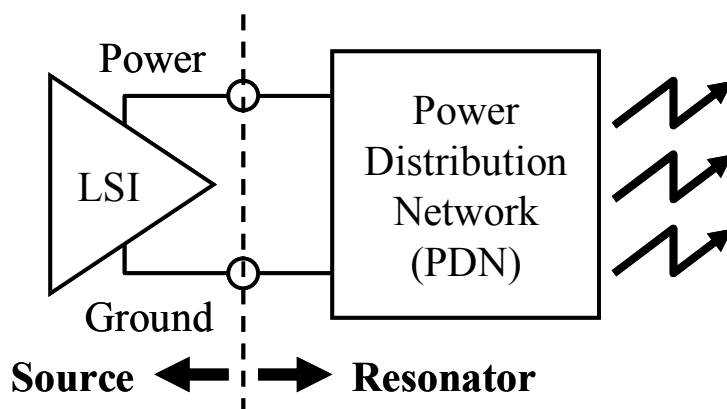 Power
LSI
Ground
Power
Distribution
Network
(PDN)
Source
Resonator